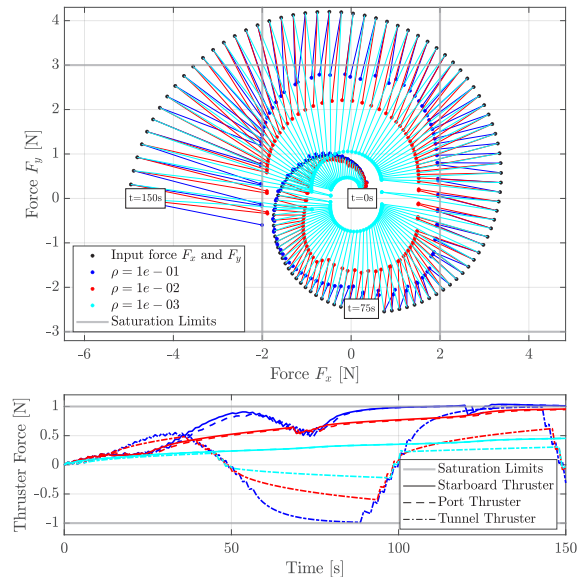 4
3
2
1
0
−1
−2
−3
Force F_y [N]
t=150s
t=0s
t=75s
Input force F_x and F_y
ρ = 1e − 01
ρ = 1e − 02
ρ = 1e − 03
Saturation Limits
−6 −4 −2 0 2 4
Force F_x [N]
1
0.5
0
−0.5
−1
Thruster Force [N]
Saturation Limits
Starboard Thruster
Port Thruster
Tunnel Thruster
0 50 100 150
Time [s]